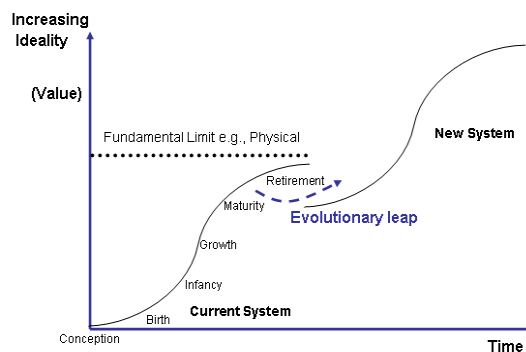 Increasing
Ideality
(Value)
Fundamental Limit e.g., Physical
New System
Retirement
Maturity
Evolutionary leap
Growth
Infancy
Current System
Birth
Conception
Time